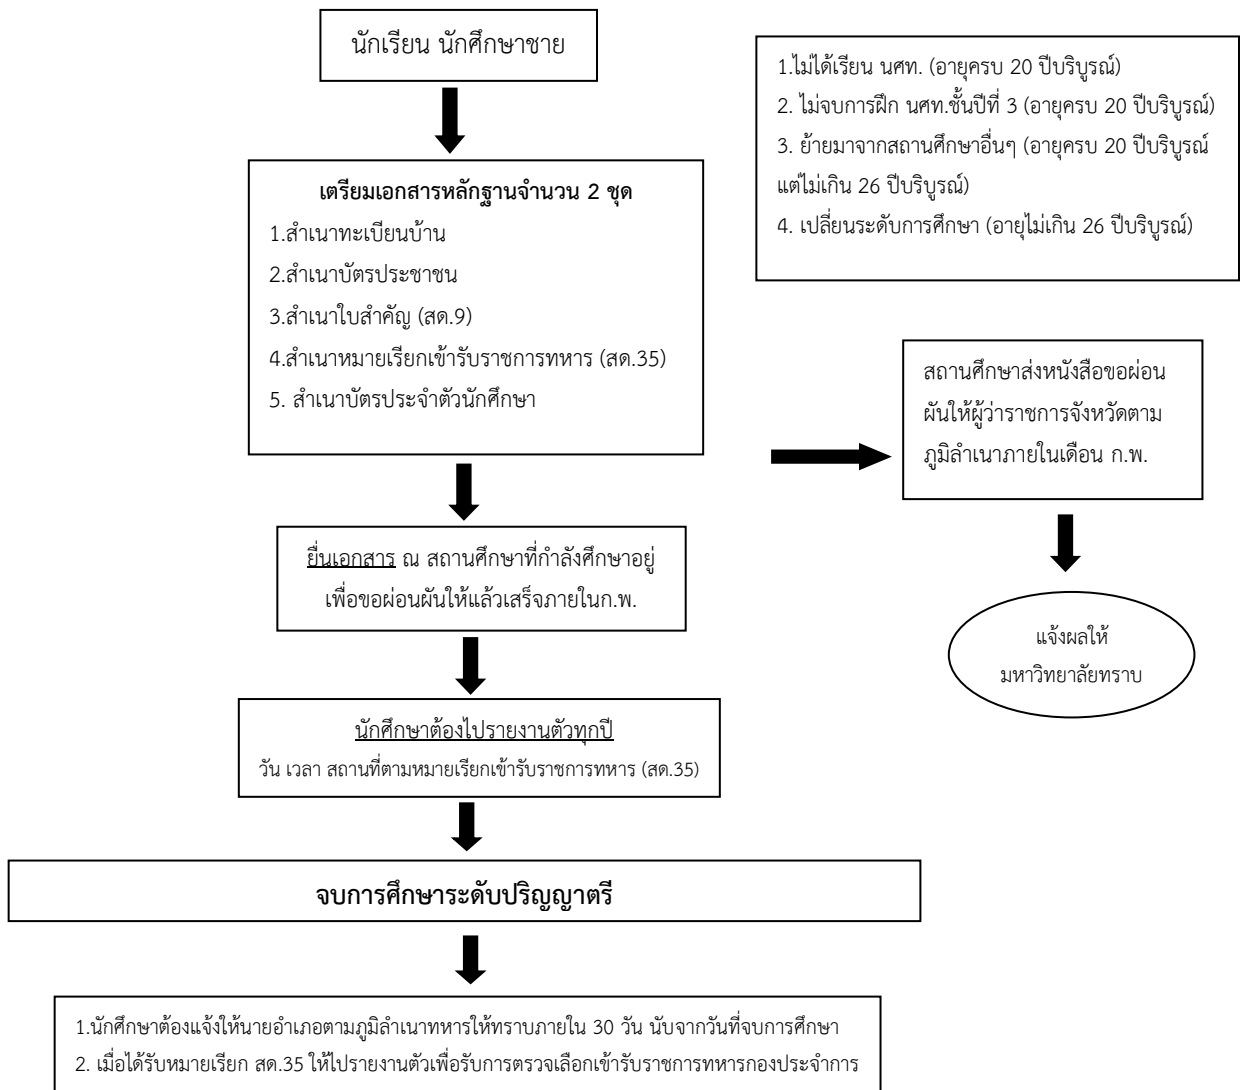 นักเรียน นักศึกษาชาย
1.ไม่ได้เรียน นศท. (อายุครบ 20 ปีบริบูรณ์)
2. ไม่จบการฝึก นศท.ชั้นปีที่ 3 (อายุครบ 20 ปีบริบูรณ์)
3. ย้ายมาจากสถานศึกษาอื่นๆ (อายุครบ 20 ปีบริบูรณ์
แต่ไม่เกิน 26 ปีบริบูรณ์)
4. เปลี่ยนระดับการศึกษา (อายุไม่เกิน 26 ปีบริบูรณ์)
เตรียมเอกสารหลักฐานจำนวน 2 ชุด
1.สำเนาทะเบียนบ้าน
2.สำเนาบัตรประชาชน
3.สำเนาใบสำคัญ (สด.9)
4.สำเนาหมายเรียกเข้ารับราชการทหาร (สด.35)
5. สำเนาบัตรประจำตัวนักศึกษา
สถานศึกษาส่งหนังสือขอผ่อน
ผันให้ผู้ว่าราชการจังหวัดตาม
ภูมิลำเนาภายในเดือน ก.พ.
ยื่นเอกสาร ณ สถานศึกษาที่กำลังศึกษาอยู่
เพื่อขอผ่อนผันให้แล้วเสร็จภายในก.พ.
แจ้งผลให้
มหาวิทยาลัยทราบ
นักศึกษาต้องไปรายงานตัวทุกปี
วัน เวลา สถานที่ตามหมายเรียกเข้ารับราชการทหาร (สด.35)
จบการศึกษาระดับปริญญาตรี
1.นักศึกษาต้องแจ้งให้นายอำเภอตามภูมิลำเนาทหารให้ทราบภายใน 30 วัน นับจากวันที่จบการศึกษา
2. เมื่อได้รับหมายเรียก สด.35 ให้ไปรายงานตัวเพื่อรับการตรวจเลือกเข้ารับราชการทหารกองประจำการ